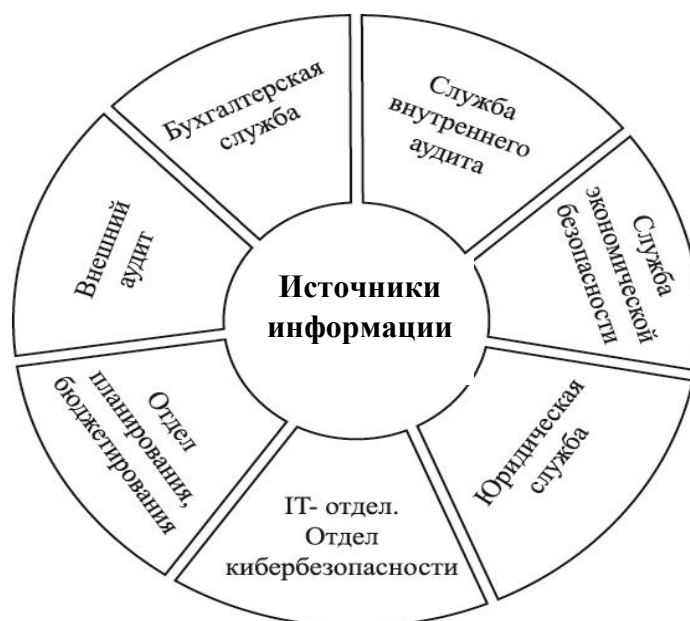 Источники
информации
Бухгалтерская
служба
Служба
внутреннего
аудита
Служба
экономической
безопасности
Юридическая
служба
IT- отдел.
Отдел
кибербезопасности
Отдел
планирования,
бюджетирования
Внешний
аудит